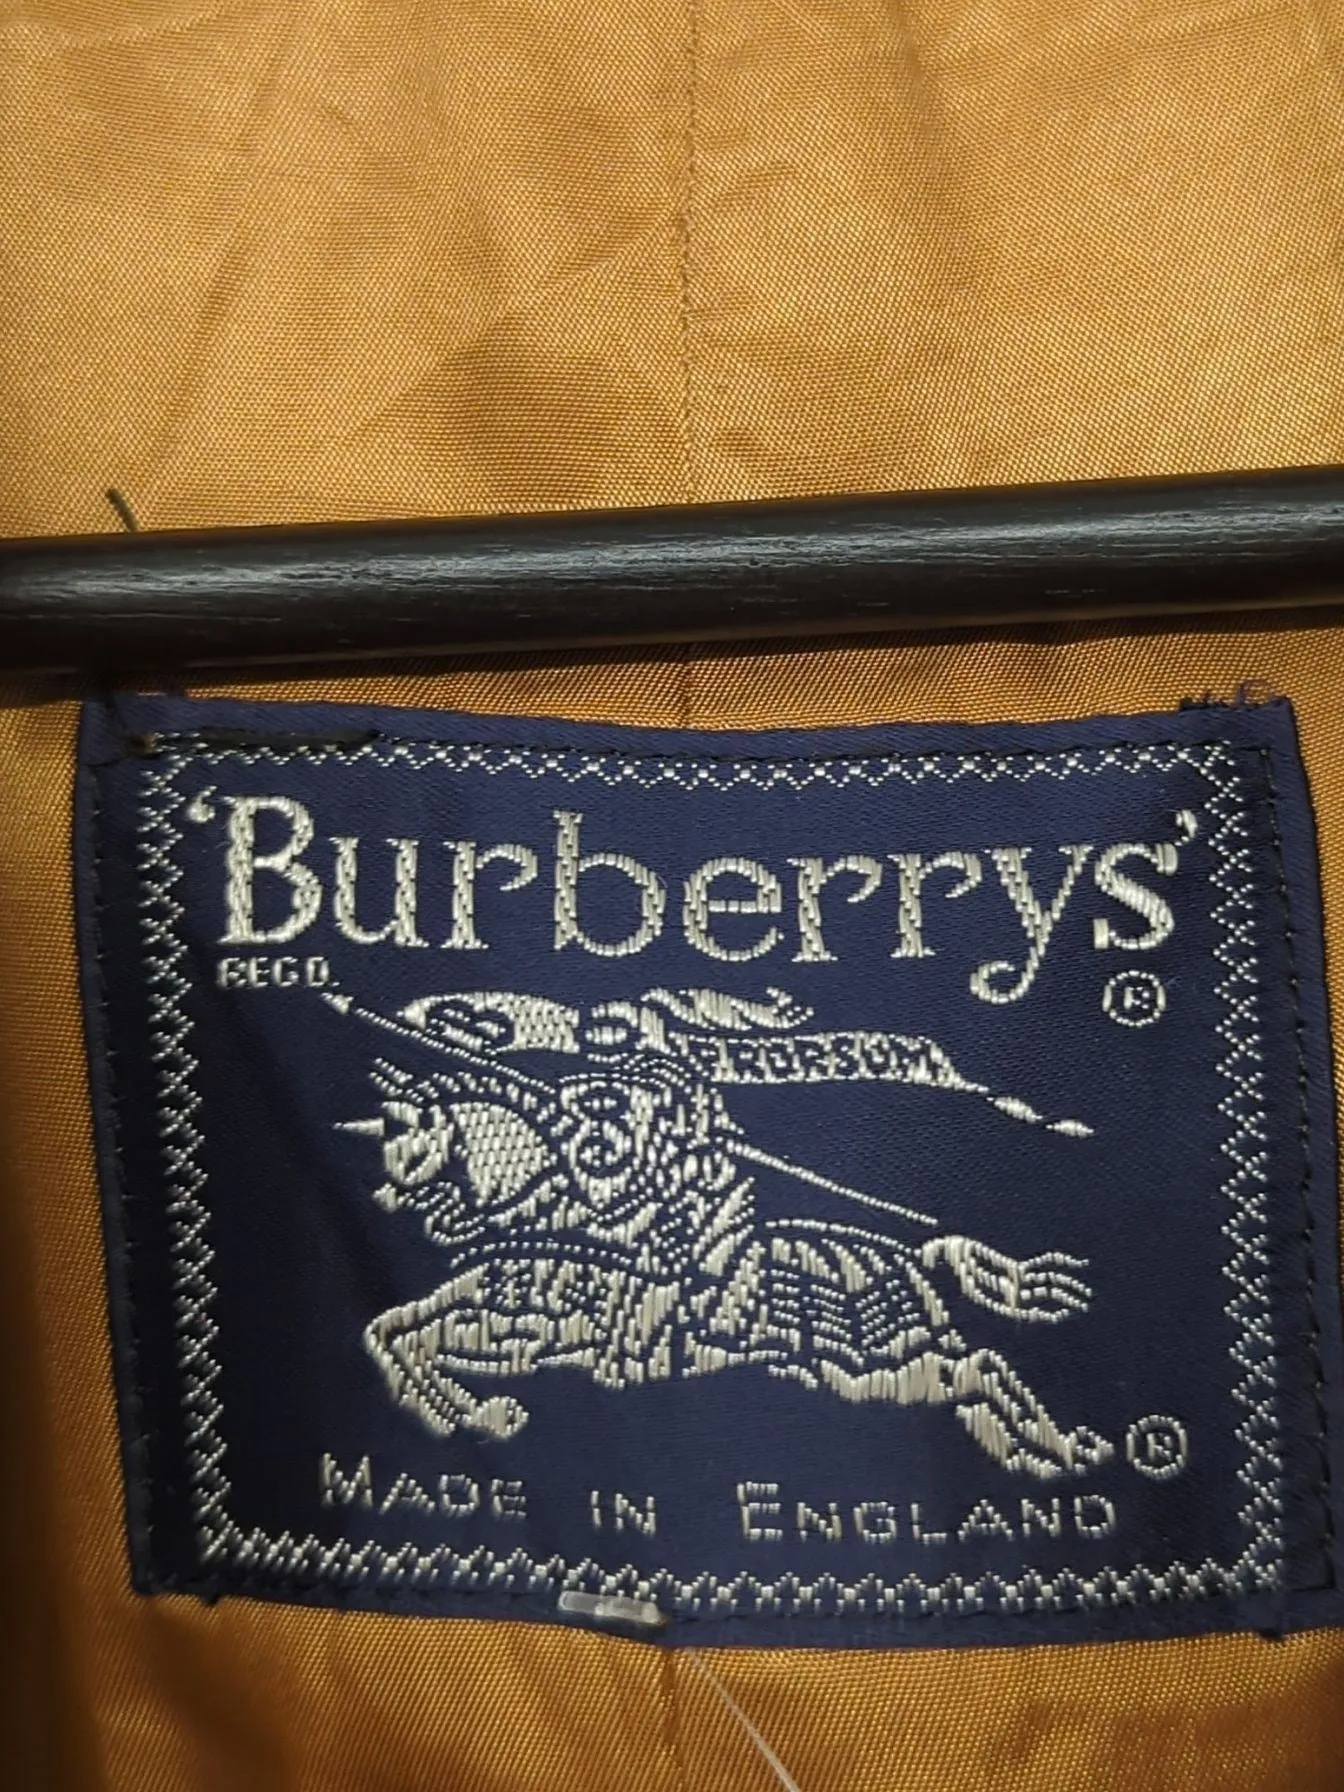 ‘Burberrys’
REGD.
®
PRORSUM
®
MADE IN ENGLAND